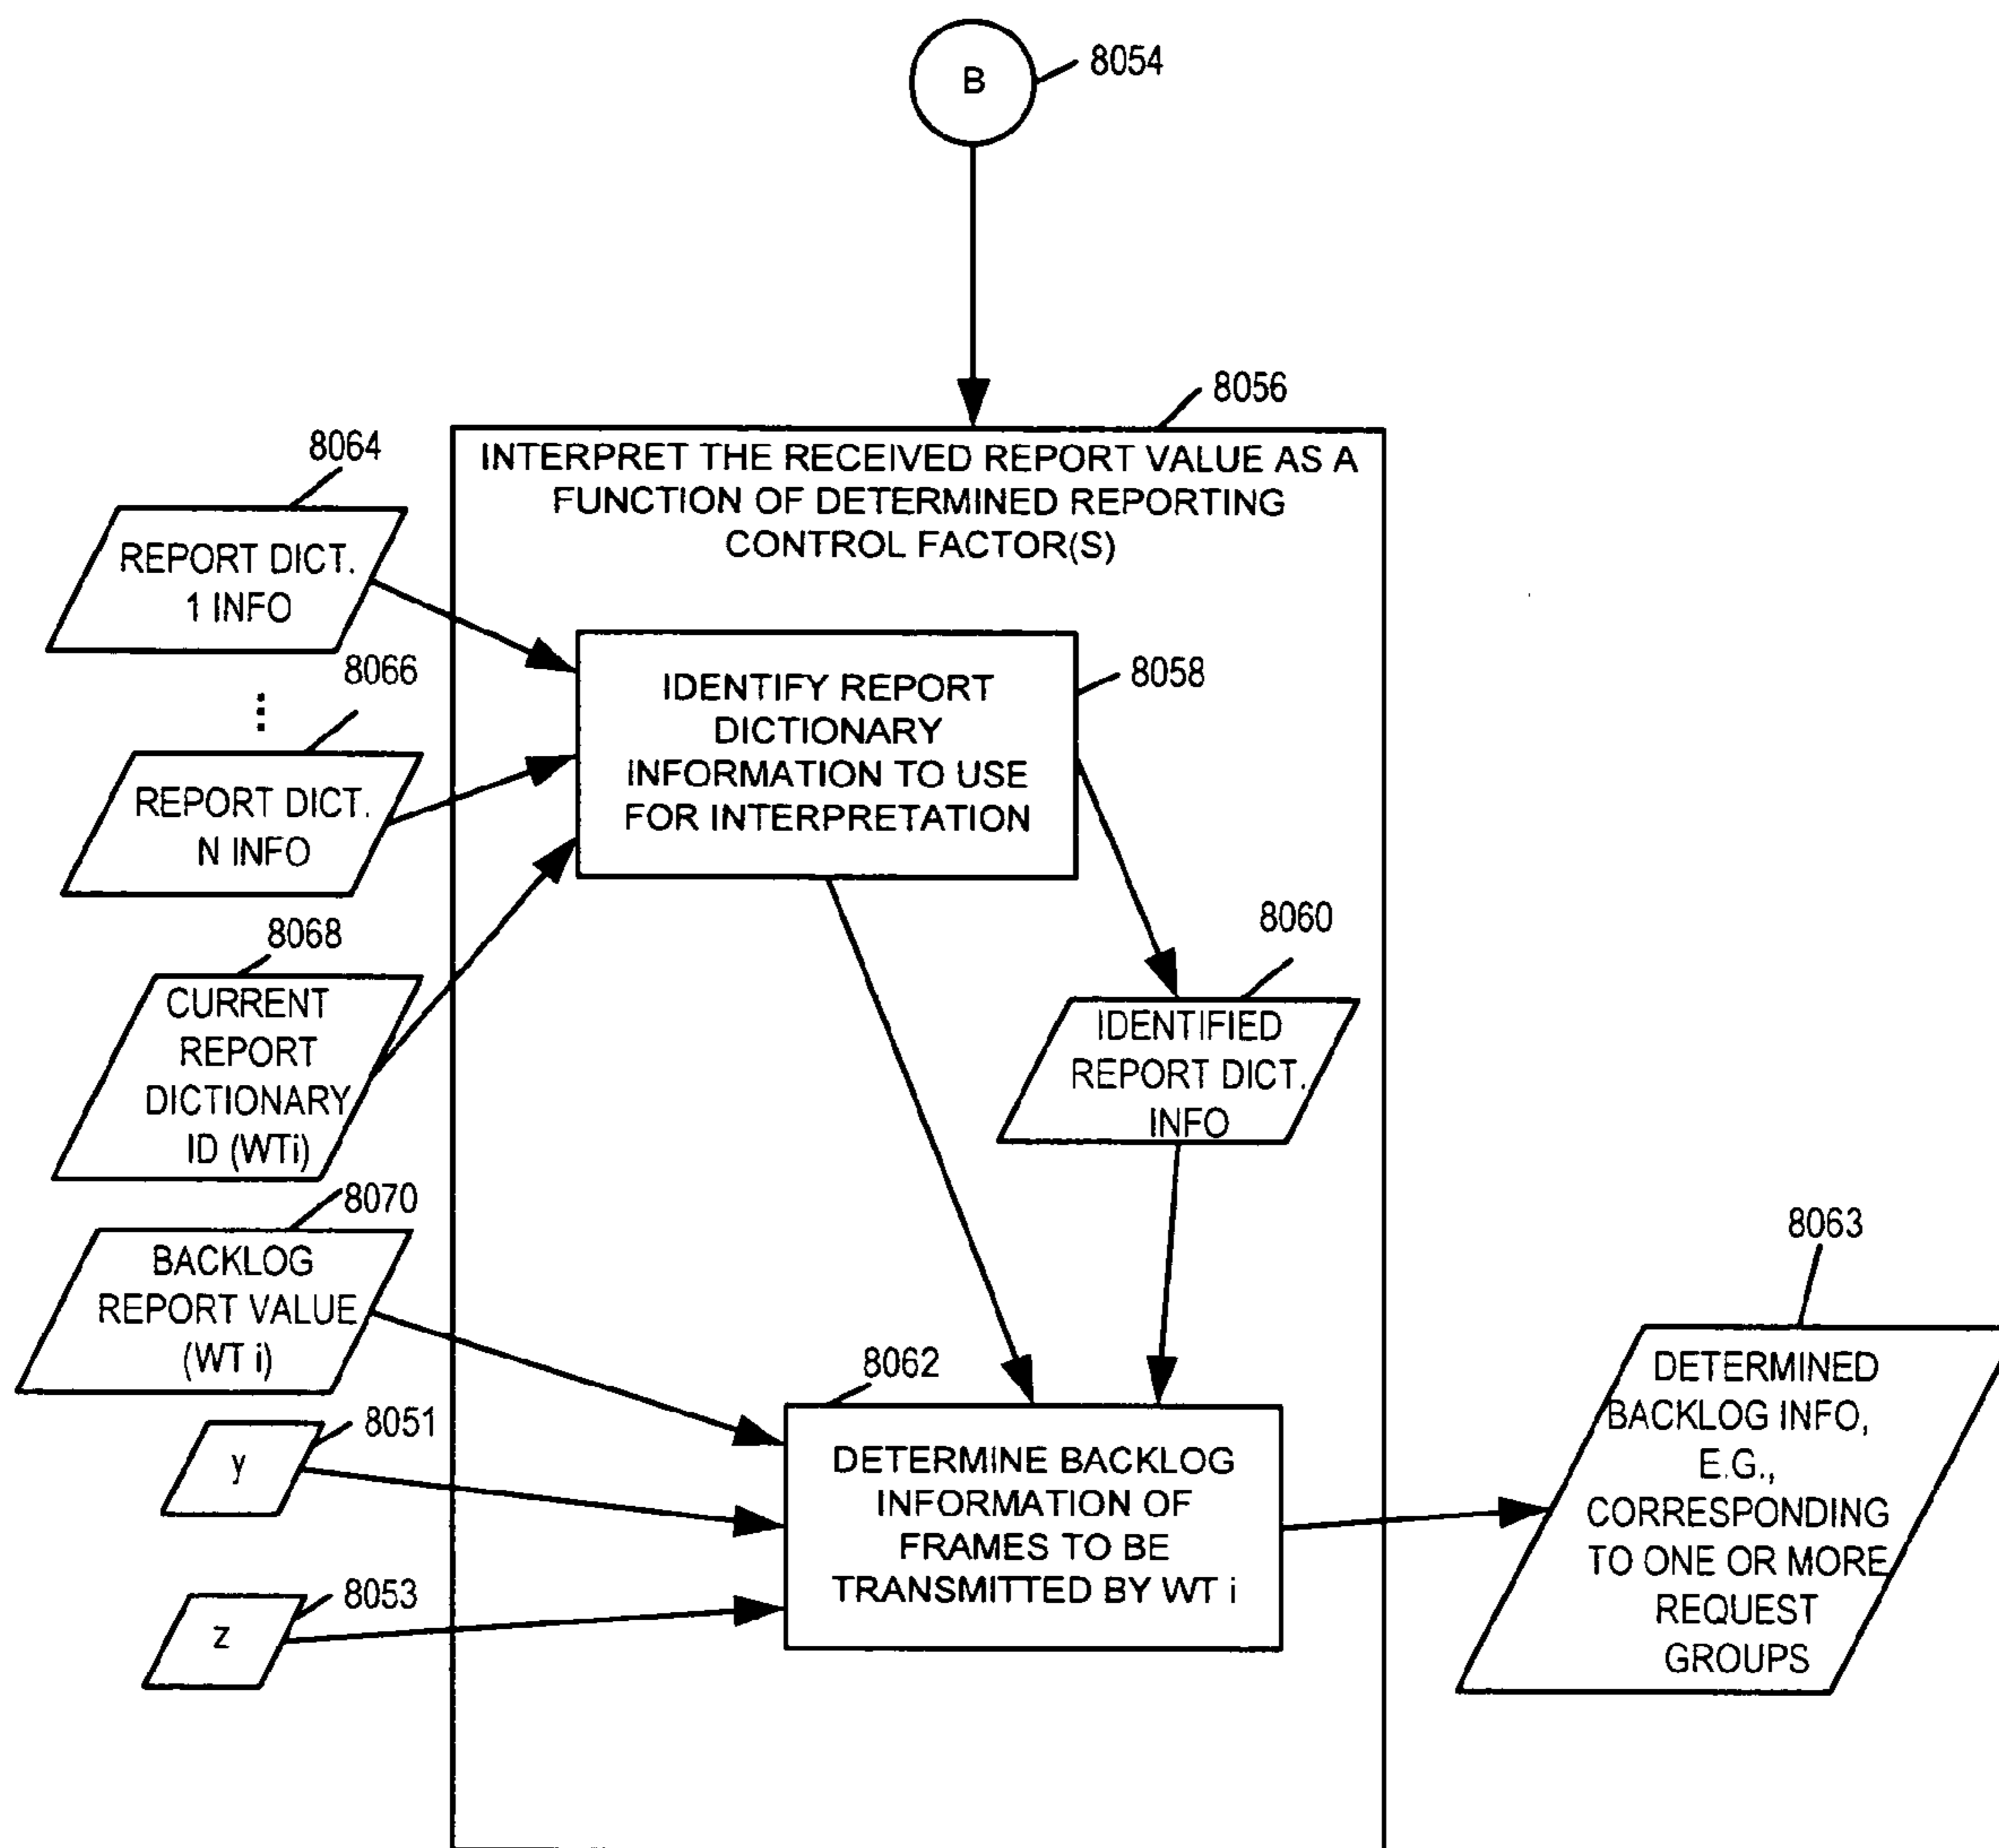 B
8054
8056
INTERPRET THE RECEIVED REPORT VALUE AS A
FUNCTION OF DETERMINED REPORTING
CONTROL FACTOR(S)
8064
REPORT DICT.
1 INFO
8066
REPORT DICT.
N INFO
8058
IDENTIFY REPORT
DICTIONARY
INFORMATION TO USE
FOR INTERPRETATION
8068
CURRENT
REPORT
DICTIONARY
ID (WTi)
8060
IDENTIFIED
REPORT DICT.
INFO
8070
BACKLOG
REPORT VALUE
(WT i)
8051
y
8053
z
8062
DETERMINE BACKLOG
INFORMATION OF
FRAMES TO BE
TRANSMITTED BY WT i
8063
DETERMINED
BACKLOG INFO,
E.G.,
CORRESPONDING
TO ONE OR MORE
REQUEST
GROUPS